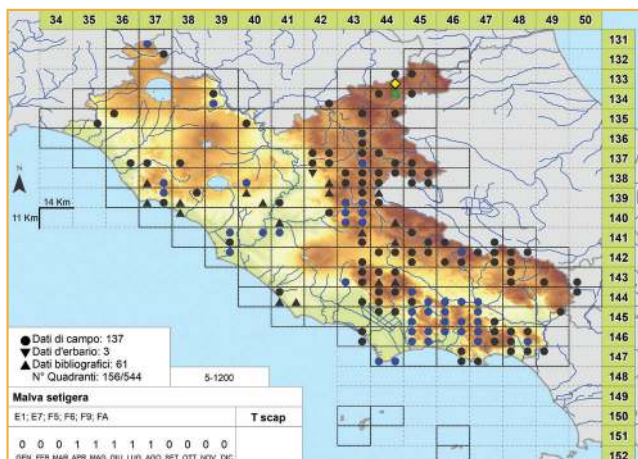 34 35 36 37 38 39 40 41 42 43 44 45 46 47 48 49 50
131
132
133
134
135
136
137
138
139
140
141
142
143
144
145
146
147
148
149
150
151
152
N
14 Km
11 Km
Dati di campo: 137
Dati d'erbario: 3
Dati bibliografici: 61
N° Quadranti: 156/544
5-1200
Malva setigera
E1; E7; F5; F6; F9; FA
T scap
0 0 0 1 1 1 1 1 0 0 0 0
GEN FEB MAR APR MAG GIU LUG AGO SET OTT NOV DIC